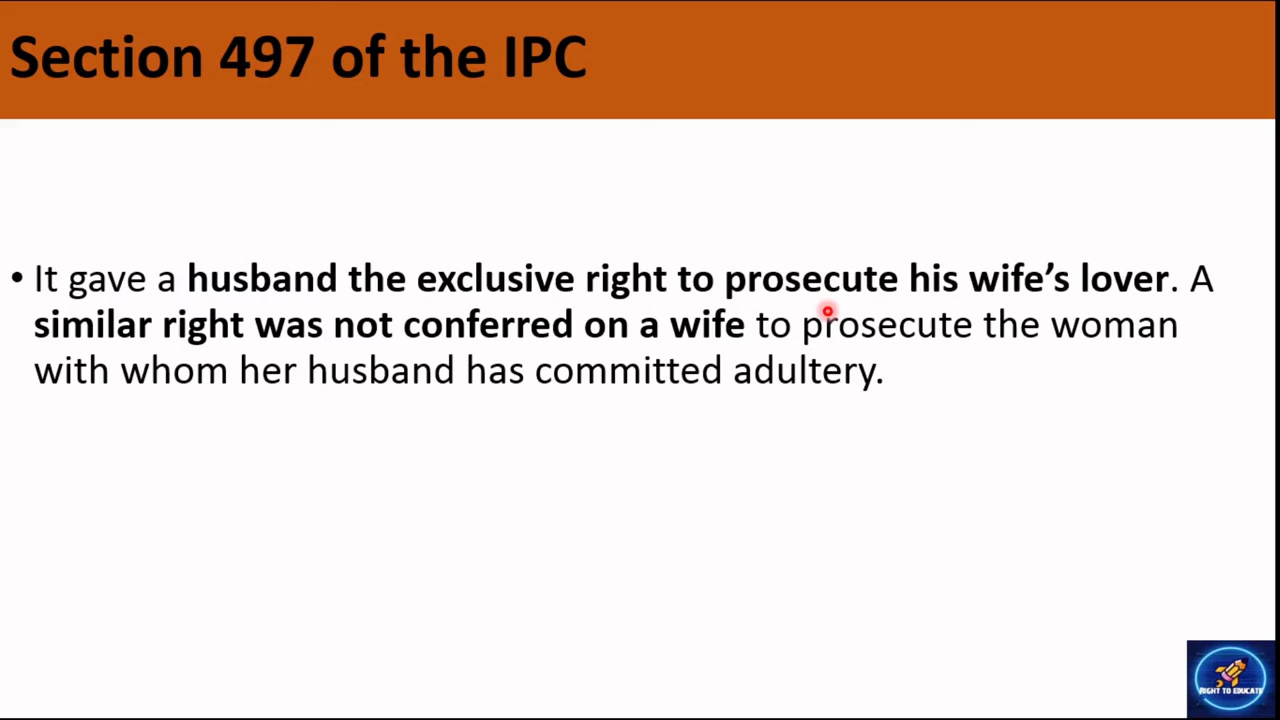 Section 497 of the IPC
• It gave a husband the exclusive right to prosecute his wife’s lover. A
similar right was not conferred on a wife to prosecute the woman
with whom her husband has committed adultery.
RIGHT TO EDUCATE